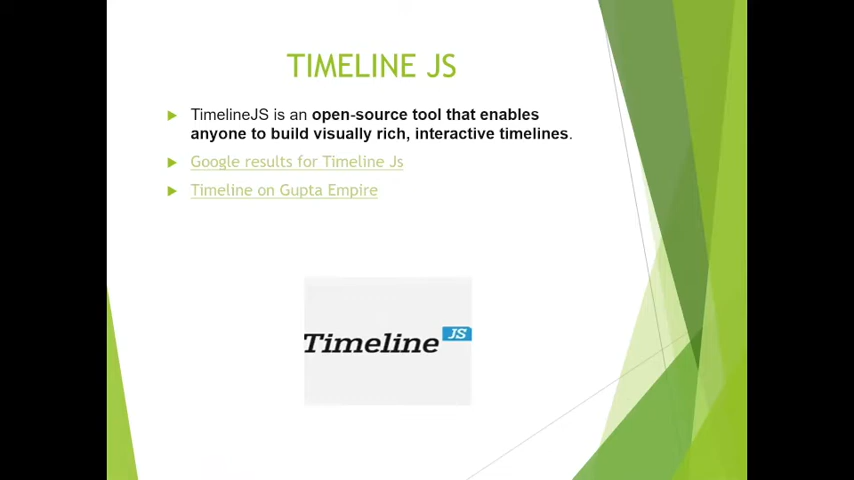 TIMELINE JS
TimelineJS is an open-source tool that enables
anyone to build visually rich, interactive timelines.
Google results for Timeline Js
Timeline on Gupta Empire
Timeline JS